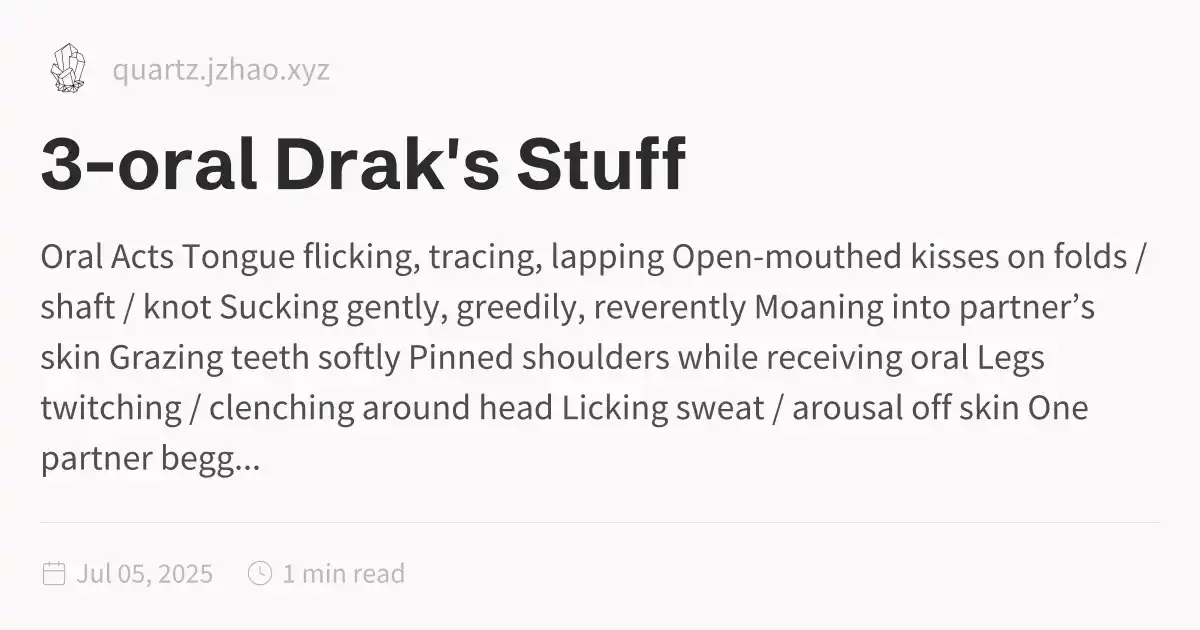 quartz.jzhao.xyz
3-oral Drak's Stuff
Oral Acts Tongue flicking, tracing, lapping Open-mouthed kisses on folds /
shaft / knot Sucking gently, greedily, reverently Moaning into partner’s
skin Grazing teeth softly Pinned shoulders while receiving oral Legs
twitching / clenching around head Licking sweat / arousal off skin One
partner begg...
Jul 05, 2025 1 min read